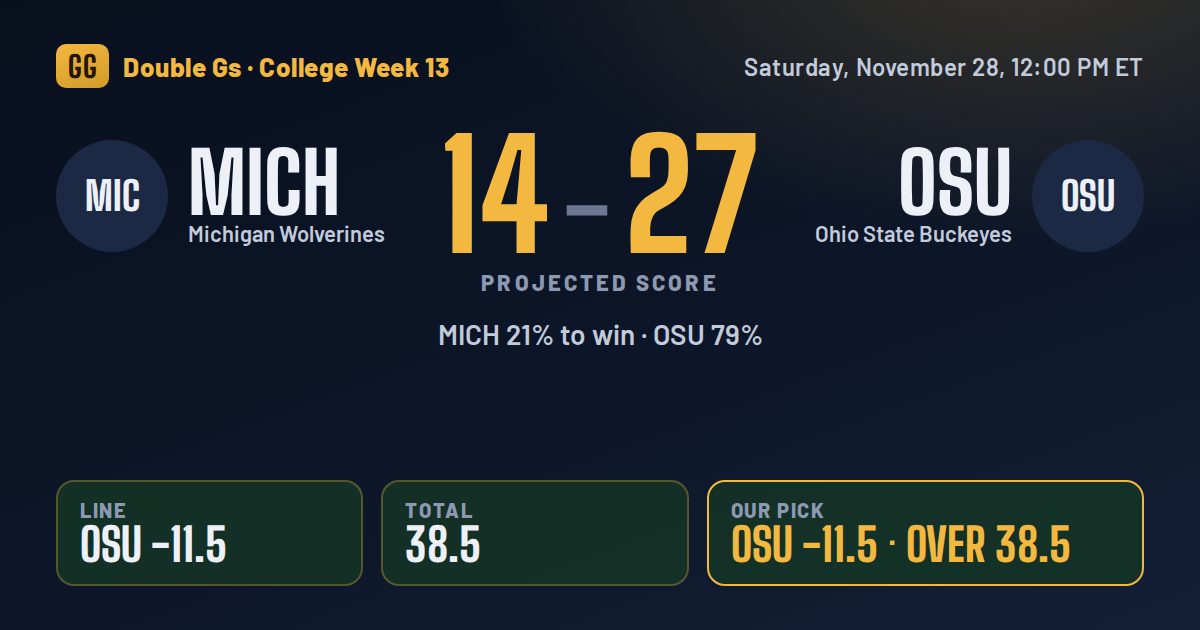 GG Double Gs · College Week 13
Saturday, November 28, 12:00 PM ET
MIC MICH
Michigan Wolverines
14 – 27
PROJECTED SCORE
MICH 21% to win · OSU 79%
OSU OSU
Ohio State Buckeyes
LINE
OSU −11.5
TOTAL
38.5
OUR PICK
OSU −11.5 · OVER 38.5